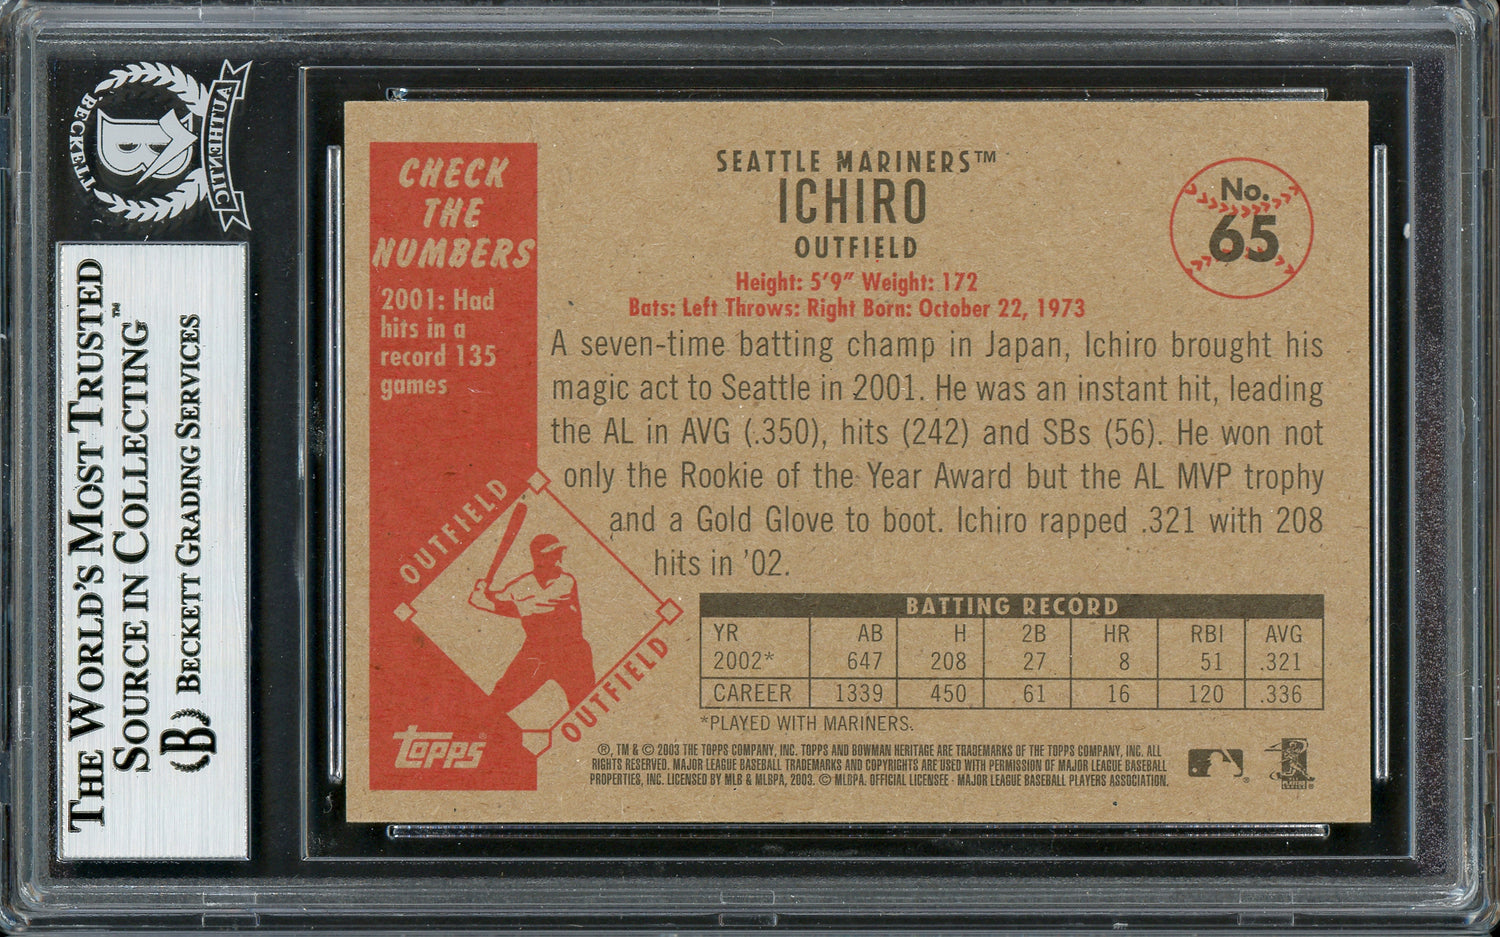 BECKETT
AUTHENTIC
B
THE WORLD'S MOST TRUSTED
SOURCE IN COLLECTING™
(B) BECKETT GRADING SERVICES
CHECK
THE
NUMBERS
2001: Had
hits in a
record 135
games
SEATTLE MARINERS™
ICHIRO
OUTFIELD
Height: 5'9" Weight: 172
Bats: Left Throws: Right Born: October 22, 1973
No.
65
A seven-time batting champ in Japan, Ichiro brought his
magic act to Seattle in 2001. He was an instant hit, leading
the AL in AVG (.350), hits (242) and SBs (56). He won not
only the Rookie of the Year Award but the AL MVP trophy
and a Gold Glove to boot. Ichiro rapped .321 with 208
hits in '02.
OUTFIELD
OUTFIELD
BATTING RECORD
YR AB H 2B HR RBI AVG
2002* 647 208 27 8 51 .321
CAREER 1339 450 61 16 120 .336
*PLAYED WITH MARINERS.
topps®
®, TM & © 2003 THE TOPPS COMPANY, INC. TOPPS AND BOWMAN HERITAGE ARE TRADEMARKS OF THE TOPPS COMPANY, INC. ALL
RIGHTS RESERVED. MAJOR LEAGUE BASEBALL TRADEMARKS AND COPYRIGHTS ARE USED WITH PERMISSION OF MAJOR LEAGUE BASEBALL
PROPERTIES, INC. LICENSED BY MLB & MLBPA, 2003. © MLBPA. OFFICIAL LICENSEE - MAJOR LEAGUE BASEBALL PLAYERS ASSOCIATION.